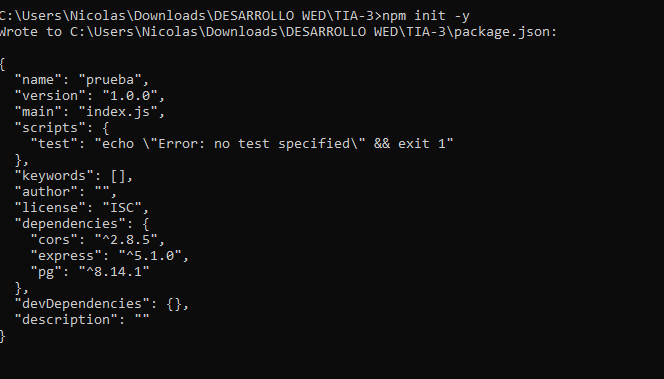 C:\Users\Nicolas\Downloads\DESARROLLO WED\TIA-3>npm init -y
Wrote to C:\Users\Nicolas\Downloads\DESARROLLO WED\TIA-3\package.json:

{
  "name": "prueba",
  "version": "1.0.0",
  "main": "index.js",
  "scripts": {
    "test": "echo \"Error: no test specified\" && exit 1"
  },
  "keywords": [],
  "author": "",
  "license": "ISC",
  "dependencies": {
    "cors": "^2.8.5",
    "express": "^5.1.0",
    "pg": "^8.14.1"
  },
  "devDependencies": {},
  "description": ""
}